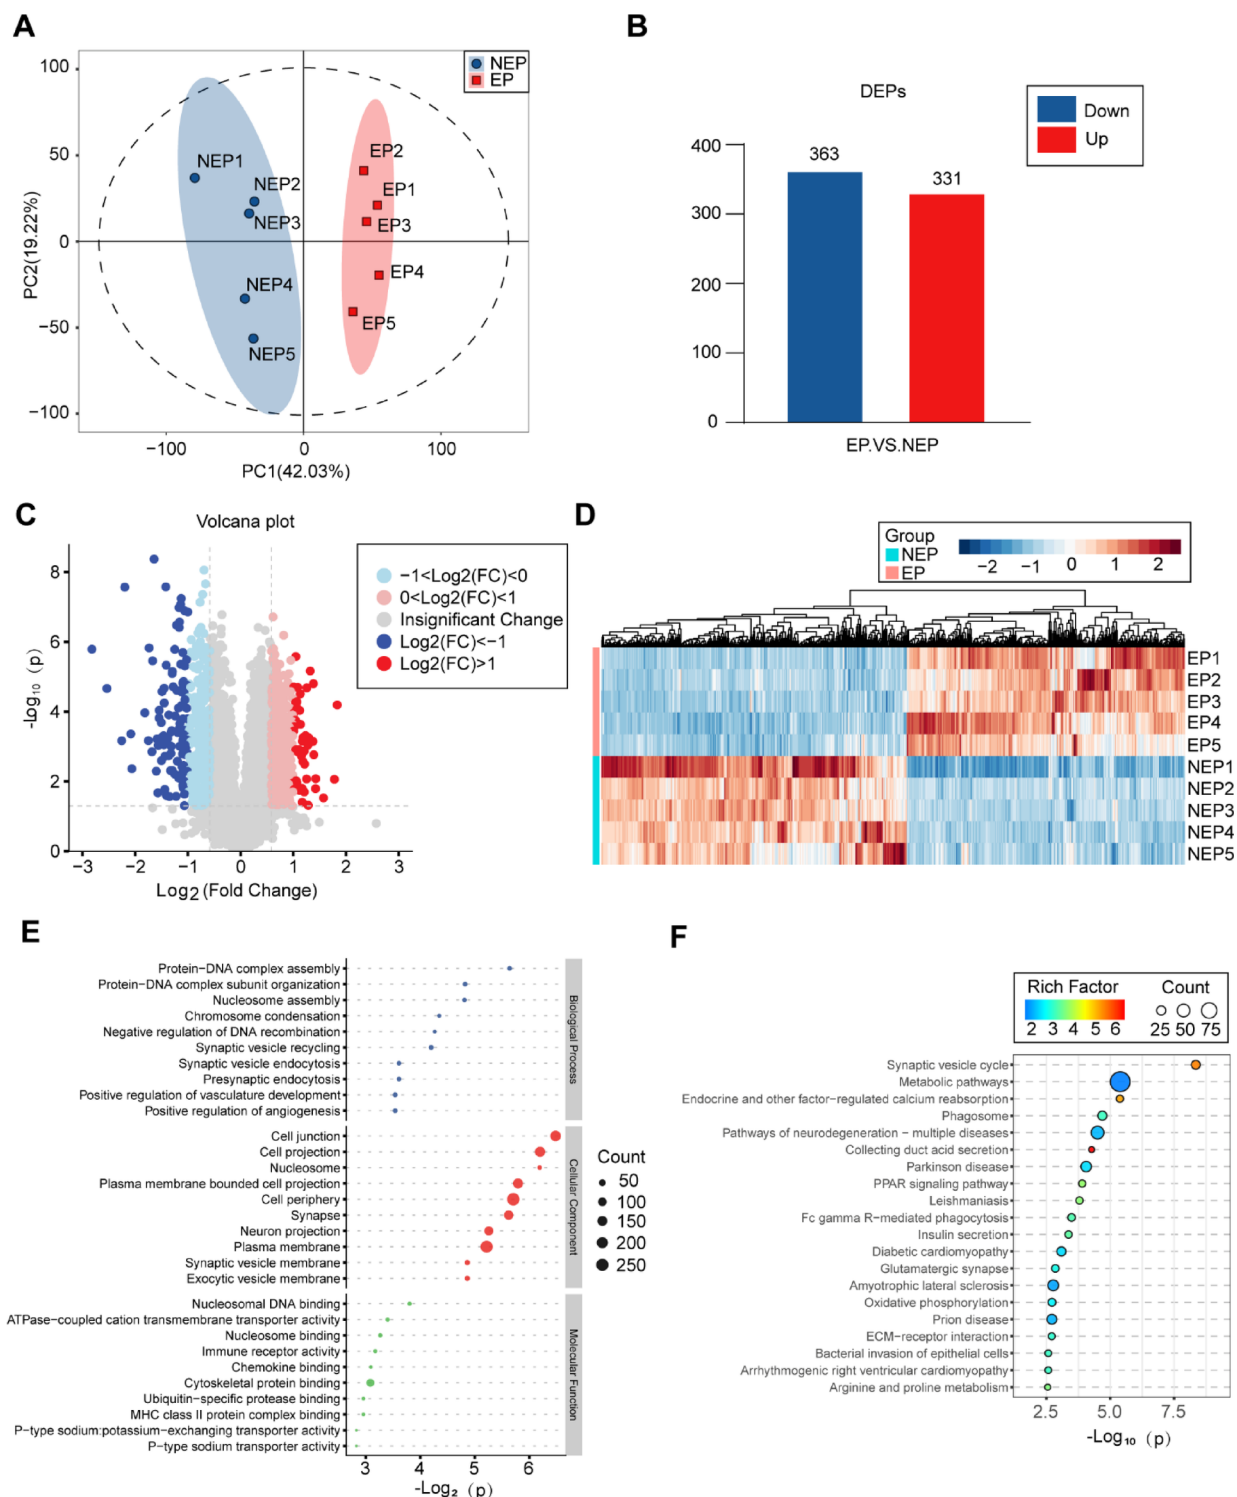 A
NEP
EP
100
50
0
−50
−100
PC2(19.22%)
NEP1
NEP2
NEP3
NEP4
NEP5
EP2
EP1
EP3
EP4
EP5
−100
0
100
PC1(42.03%)
B
DEPs
Down
Up
400
300
200
100
0
363
331
EP.VS.NEP
C
Volcana plot
8
6
4
2
0
-log₁₀ (p)
−3
−2
−1
0
1
2
3
Log2 (Fold Change)
−1<Log2(FC)<0
0<Log2(FC)<1
Insignificant Change
Log2(FC)<−1
Log2(FC)>1
D
Group
NEP
EP
−2
−1
0
1
2
EP1
EP2
EP3
EP4
EP5
NEP1
NEP2
NEP3
NEP4
NEP5
E
Protein−DNA complex assembly
Protein−DNA complex subunit organization
Nucleosome assembly
Chromosome condensation
Negative regulation of DNA recombination
Synaptic vesicle recycling
Synaptic vesicle endocytosis
Presynaptic endocytosis
Positive regulation of vasculature development
Positive regulation of angiogenesis
Biological Process
Cell junction
Cell projection
Nucleosome
Plasma membrane bounded cell projection
Cell periphery
Synapse
Neuron projection
Plasma membrane
Synaptic vesicle membrane
Exocytic vesicle membrane
Cellular Component
Nucleosomal DNA binding
ATPase−coupled cation transmembrane transporter activity
Nucleosome binding
Immune receptor activity
Chemokine binding
Cytoskeletal protein binding
Ubiquitin−specific protease binding
MHC class II protein complex binding
P−type sodium:potassium−exchanging transporter activity
P−type sodium transporter activity
Molecular Function
3
4
5
6
-Log₂ (p)
Count
50
100
150
200
250
F
Rich Factor
2 3 4 5 6
Count
25 50 75
Synaptic vesicle cycle
Metabolic pathways
Endocrine and other factor−regulated calcium reabsorption
Phagosome
Pathways of neurodegeneration − multiple diseases
Collecting duct acid secretion
Parkinson disease
PPAR signaling pathway
Leishmaniasis
Fc gamma R−mediated phagocytosis
Insulin secretion
Diabetic cardiomyopathy
Glutamatergic synapse
Amyotrophic lateral sclerosis
Oxidative phosphorylation
Prion disease
ECM−receptor interaction
Bacterial invasion of epithelial cells
Arrhythmogenic right ventricular cardiomyopathy
Arginine and proline metabolism
2.5
5.0
7.5
-Log₁₀ (p)